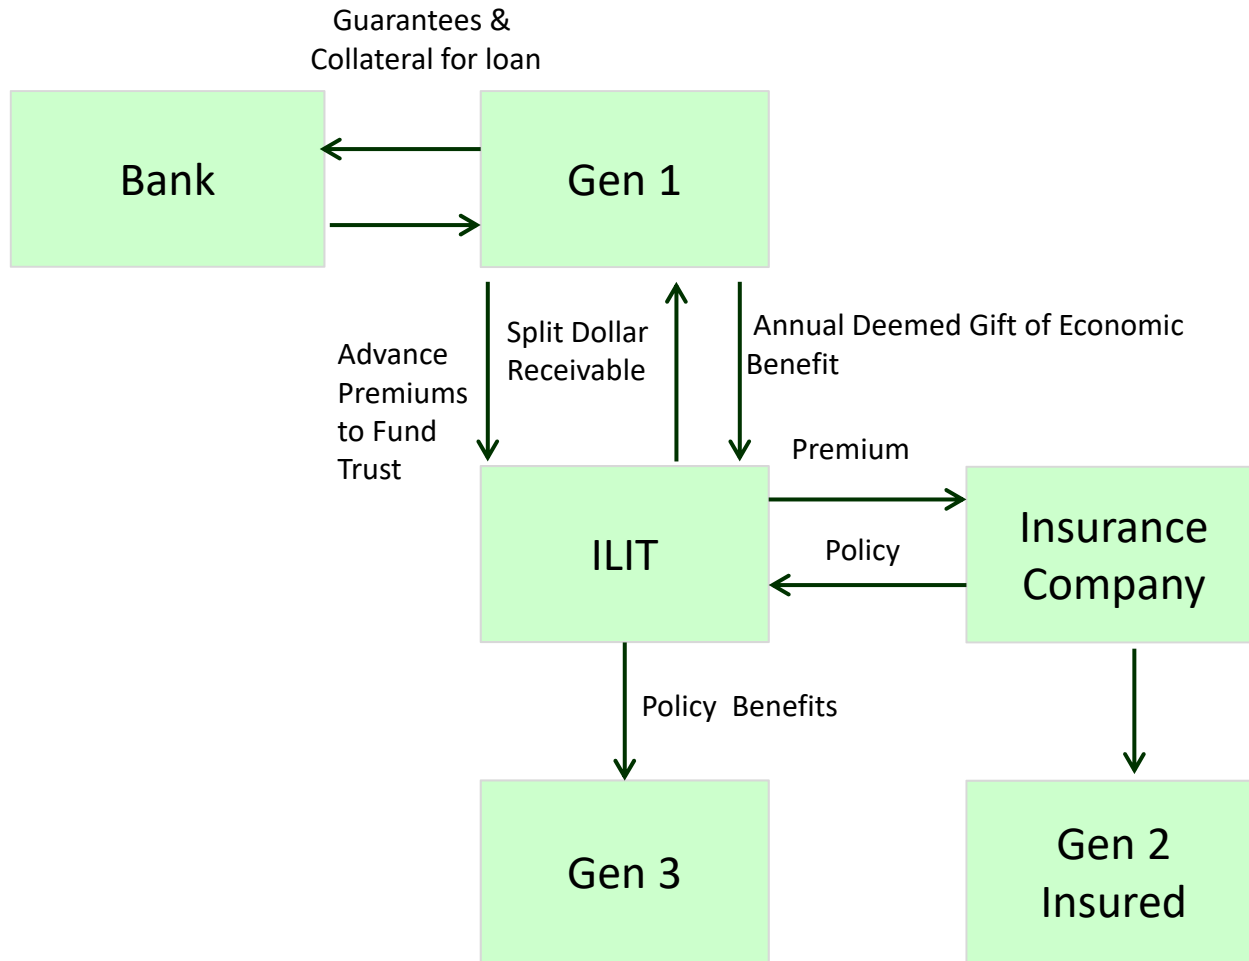 Guarantees &
Collateral for loan
Bank
Gen 1
Advance
Premiums
to Fund
Trust
Split Dollar
Receivable
Annual Deemed Gift of Economic
Benefit
Premium
ILIT
Policy
Insurance
Company
Policy Benefits
Gen 3
Gen 2
Insured